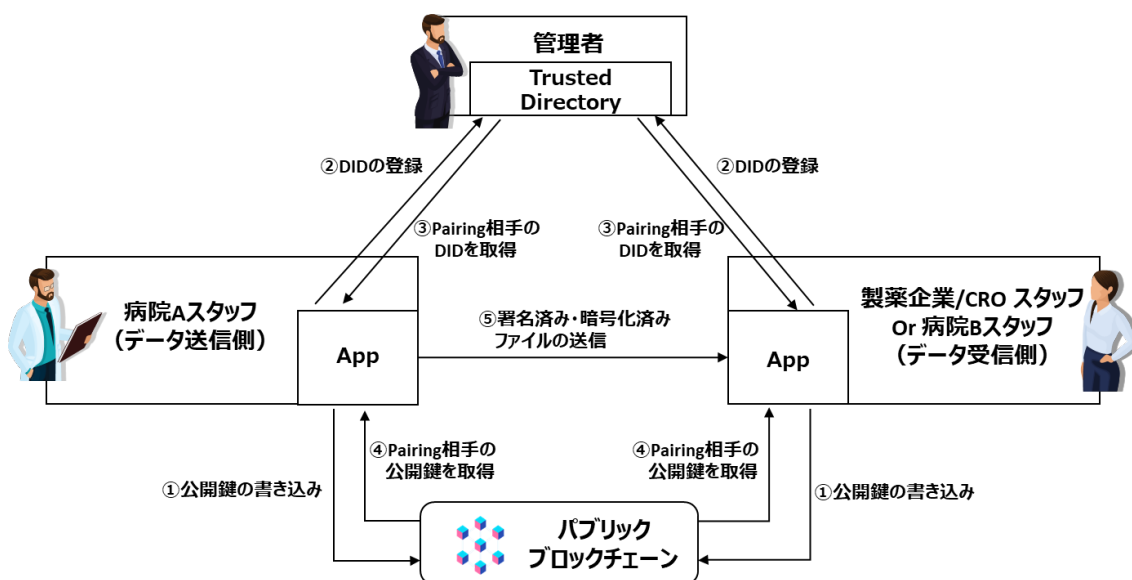 管理者
Trusted
Directory
②DIDの登録
②DIDの登録
③Pairing相手の
DIDを取得
③Pairing相手の
DIDを取得
病院Aスタッフ
（データ送信側）
App
⑤署名済み・暗号化済み
ファイルの送信
App
製薬企業/CRO スタッフ
Or 病院Bスタッフ
（データ受信側）
④Pairing相手の
公開鍵を取得
④Pairing相手の
公開鍵を取得
①公開鍵の書き込み
①公開鍵の書き込み
パブリック
ブロックチェーン